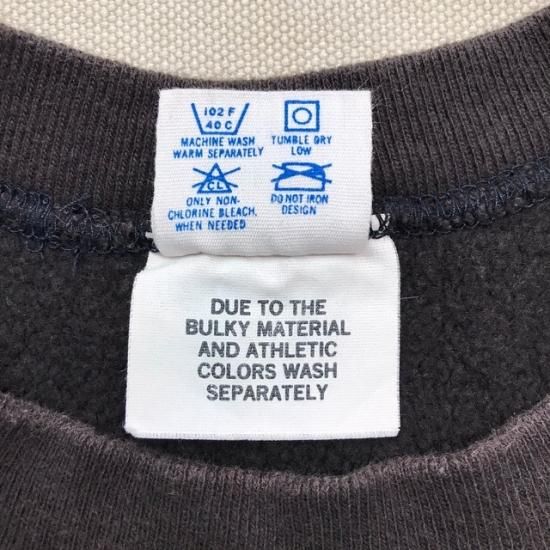 102 F
40 C
MACHINE WASH
WARM SEPARATELY
TUMBLE DRY
LOW
CL
ONLY NON-
CHLORINE BLEACH,
WHEN NEEDED
DO NOT IRON
DESIGN
DUE TO THE
BULKY MATERIAL
AND ATHLETIC
COLORS WASH
SEPARATELY